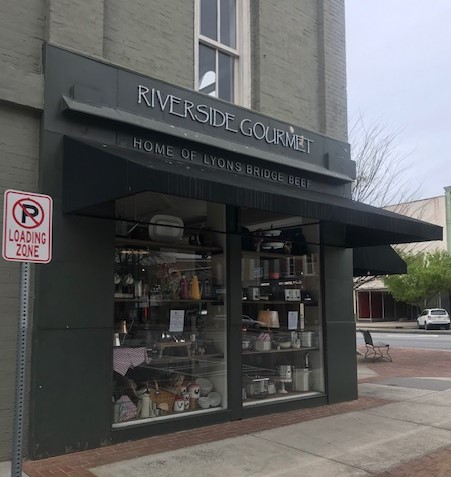 RIVERSIDE GOURMET
HOME OF LYONS BRIDGE BEEF
LOADING
ZONE